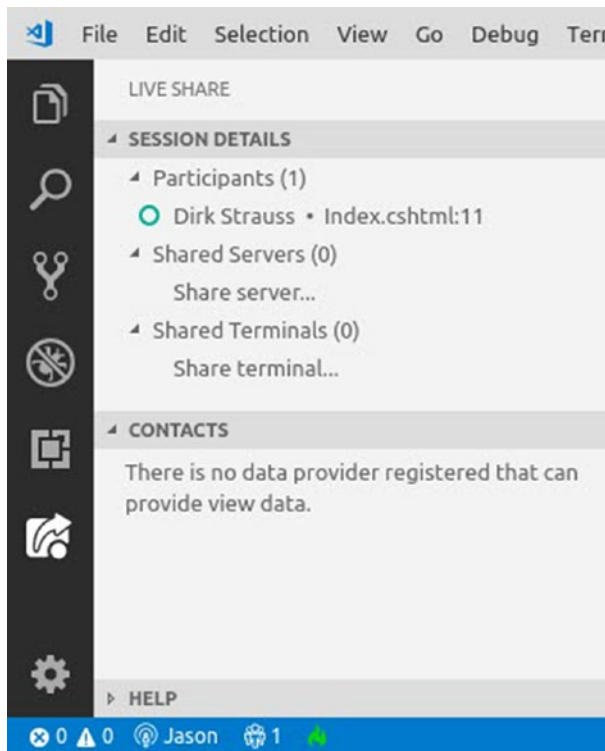 File Edit Selection View Go Debug Terr
LIVE SHARE
SESSION DETAILS
Participants (1)
Dirk Strauss • Index.cshtml:11
Shared Servers (0)
Share server...
Shared Terminals (0)
Share terminal...
CONTACTS
There is no data provider registered that can
provide view data.
HELP
0 0 Jason 1